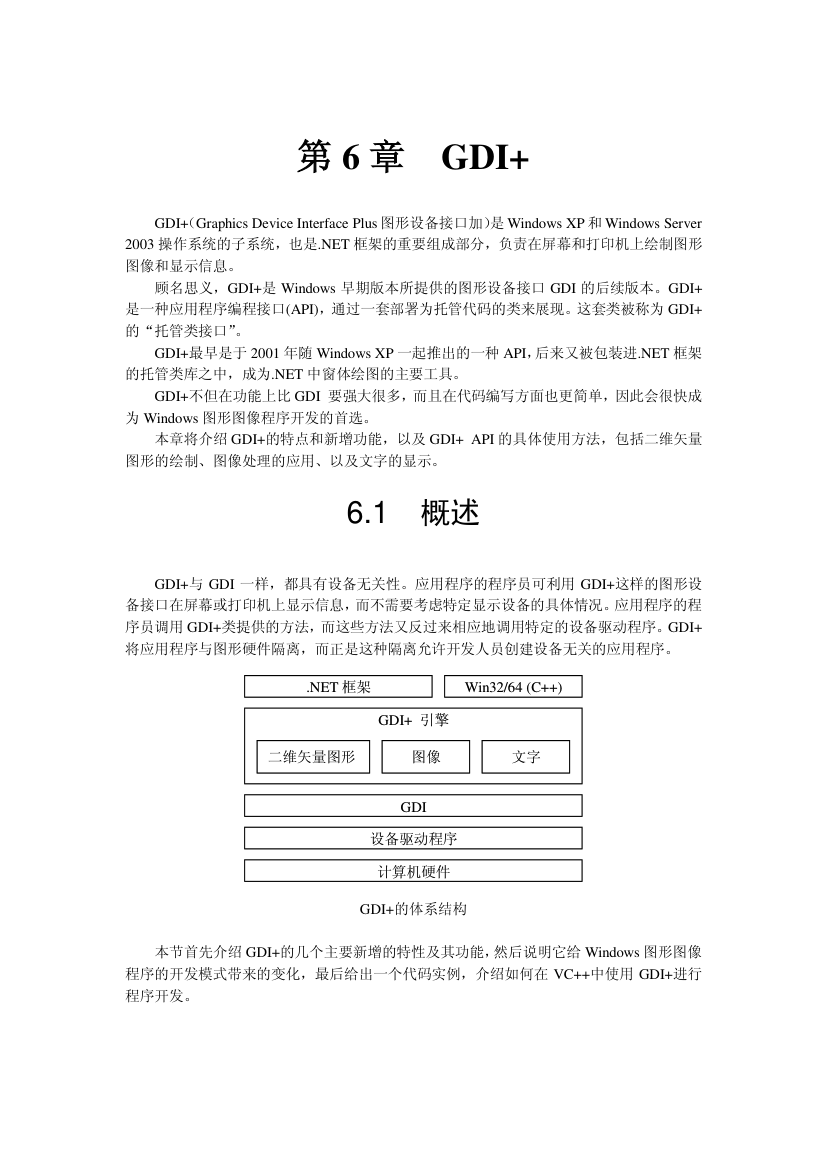 第 6 章　GDI+
GDI+（Graphics Device Interface Plus 图形设备接口加）是 Windows XP 和 Windows Server
2003 操作系统的子系统，也是.NET 框架的重要组成部分，负责在屏幕和打印机上绘制图形
图像和显示信息。
顾名思义，GDI+是 Windows 早期版本所提供的图形设备接口 GDI 的后续版本。GDI+
是一种应用程序编程接口(API)，通过一套部署为托管代码的类来展现。这套类被称为 GDI+
的“托管类接口”。
GDI+最早是于 2001 年随 Windows XP 一起推出的一种 API，后来又被包装进.NET 框架
的托管类库之中，成为.NET 中窗体绘图的主要工具。
GDI+不但在功能上比 GDI 要强大很多，而且在代码编写方面也更简单，因此会很快成
为 Windows 图形图像程序开发的首选。
本章将介绍 GDI+的特点和新增功能，以及 GDI+ API 的具体使用方法，包括二维矢量
图形的绘制、图像处理的应用、以及文字的显示。
6.1　概述
GDI+与 GDI 一样，都具有设备无关性。应用程序的程序员可利用 GDI+这样的图形设
备接口在屏幕或打印机上显示信息，而不需要考虑特定显示设备的具体情况。应用程序的程
序员调用 GDI+类提供的方法，而这些方法又反过来相应地调用特定的设备驱动程序。GDI+
将应用程序与图形硬件隔离，而正是这种隔离允许开发人员创建设备无关的应用程序。
.NET 框架　Win32/64 (C++)
GDI+ 引擎
二维矢量图形　图像　文字
GDI
设备驱动程序
计算机硬件
GDI+的体系结构
本节首先介绍 GDI+的几个主要新增的特性及其功能，然后说明它给 Windows 图形图像
程序的开发模式带来的变化，最后给出一个代码实例，介绍如何在 VC++中使用 GDI+进行
程序开发。